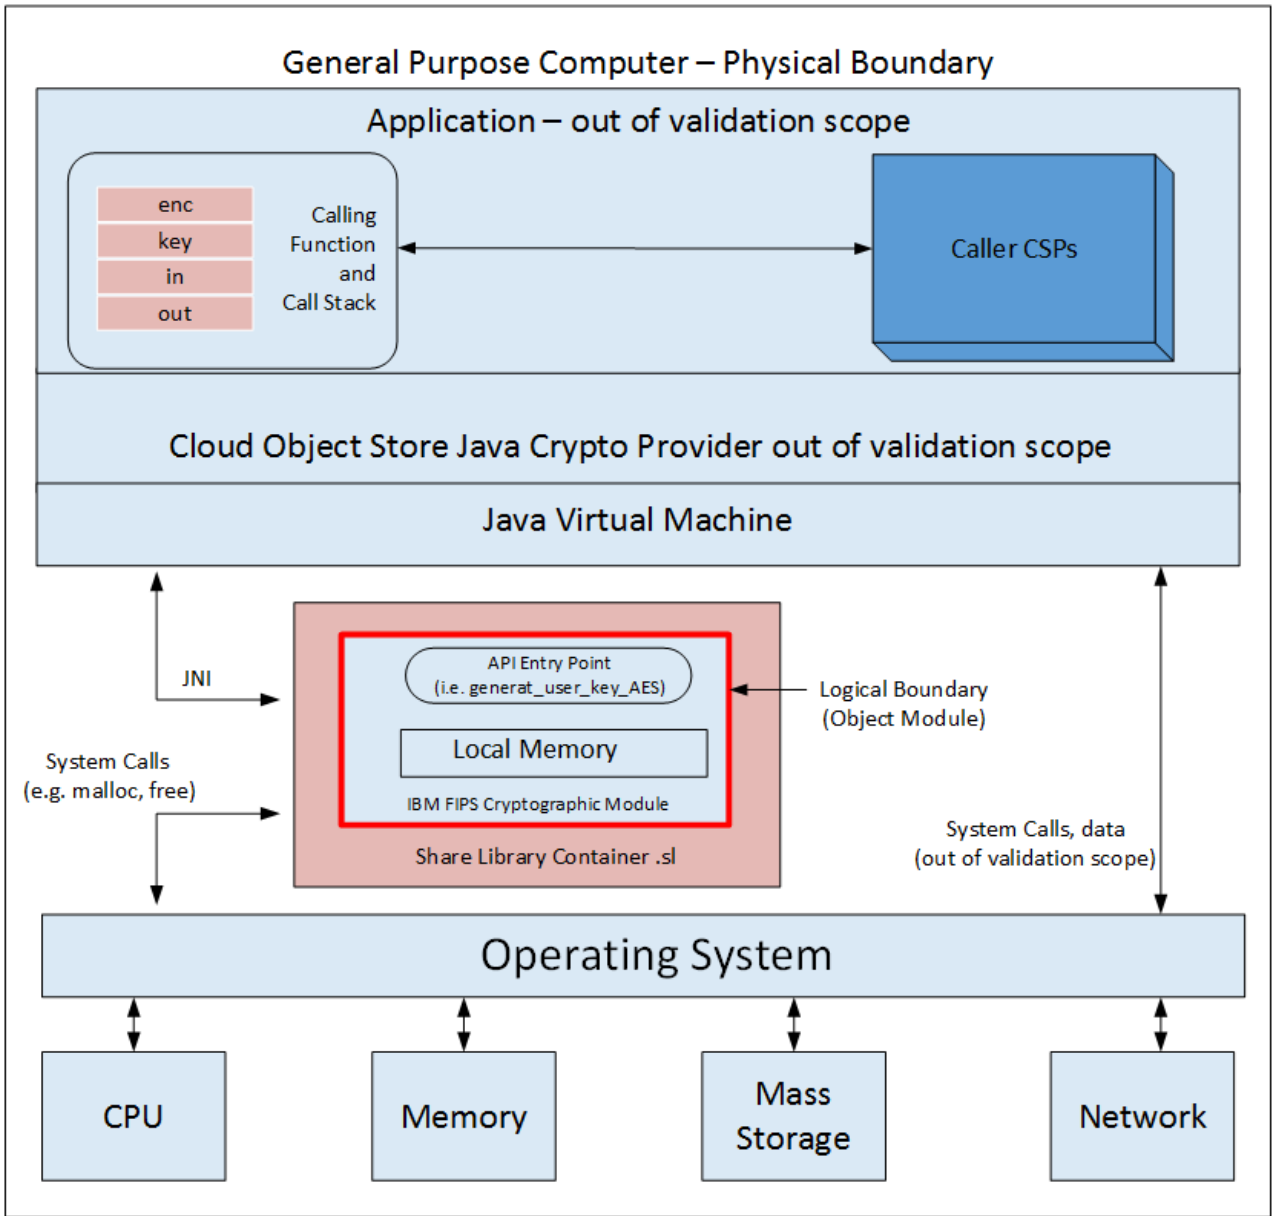 General Purpose Computer – Physical Boundary
Application – out of validation scope
enc
key
in
out
Calling
Function
and
Call Stack
Caller CSPs
Cloud Object Store Java Crypto Provider out of validation scope
Java Virtual Machine
JNI
API Entry Point
(i.e. generat_user_key_AES)
Local Memory
IBM FIPS Cryptographic Module
Share Library Container .sl
Logical Boundary
(Object Module)
System Calls
(e.g. malloc, free)
System Calls, data
(out of validation scope)
Operating System
CPU
Memory
Mass
Storage
Network